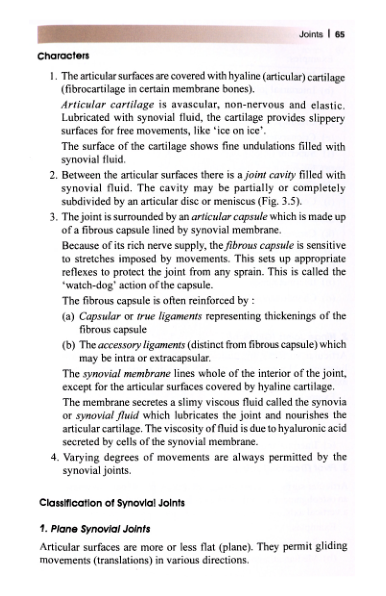 Joints | 65
Characters
1. The articular surfaces are covered with hyaline (articular) cartilage
(fibrocartilage in certain membrane bones).
Articular cartilage is avascular, non-nervous and elastic.
Lubricated with synovial fluid, the cartilage provides slippery
surfaces for free movements, like 'ice on ice'.
The surface of the cartilage shows fine undulations filled with
synovial fluid.
2. Between the articular surfaces there is a joint cavity filled with
synovial fluid. The cavity may be partially or completely
subdivided by an articular disc or meniscus (Fig. 3.5).
3. The joint is surrounded by an articular capsule which is made up
of a fibrous capsule lined by synovial membrane.
Because of its rich nerve supply, the fibrous capsule is sensitive
to stretches imposed by movements. This sets up appropriate
reflexes to protect the joint from any sprain. This is called the
'watch-dog' action of the capsule.
The fibrous capsule is often reinforced by :
(a) Capsular or true ligaments representing thickenings of the
fibrous capsule
(b) The accessory ligaments (distinct from fibrous capsule) which
may be intra or extracapsular.
The synovial membrane lines whole of the interior of the joint,
except for the articular surfaces covered by hyaline cartilage.
The membrane secretes a slimy viscous fluid called the synovia
or synovial fluid which lubricates the joint and nourishes the
articular cartilage. The viscosity of fluid is due to hyaluronic acid
secreted by cells of the synovial membrane.
4. Varying degrees of movements are always permitted by the
synovial joints.
Classification of Synovial Joints
1. Plane Synovial Joints
Articular surfaces are more or less flat (plane). They permit gliding
movements (translations) in various directions.